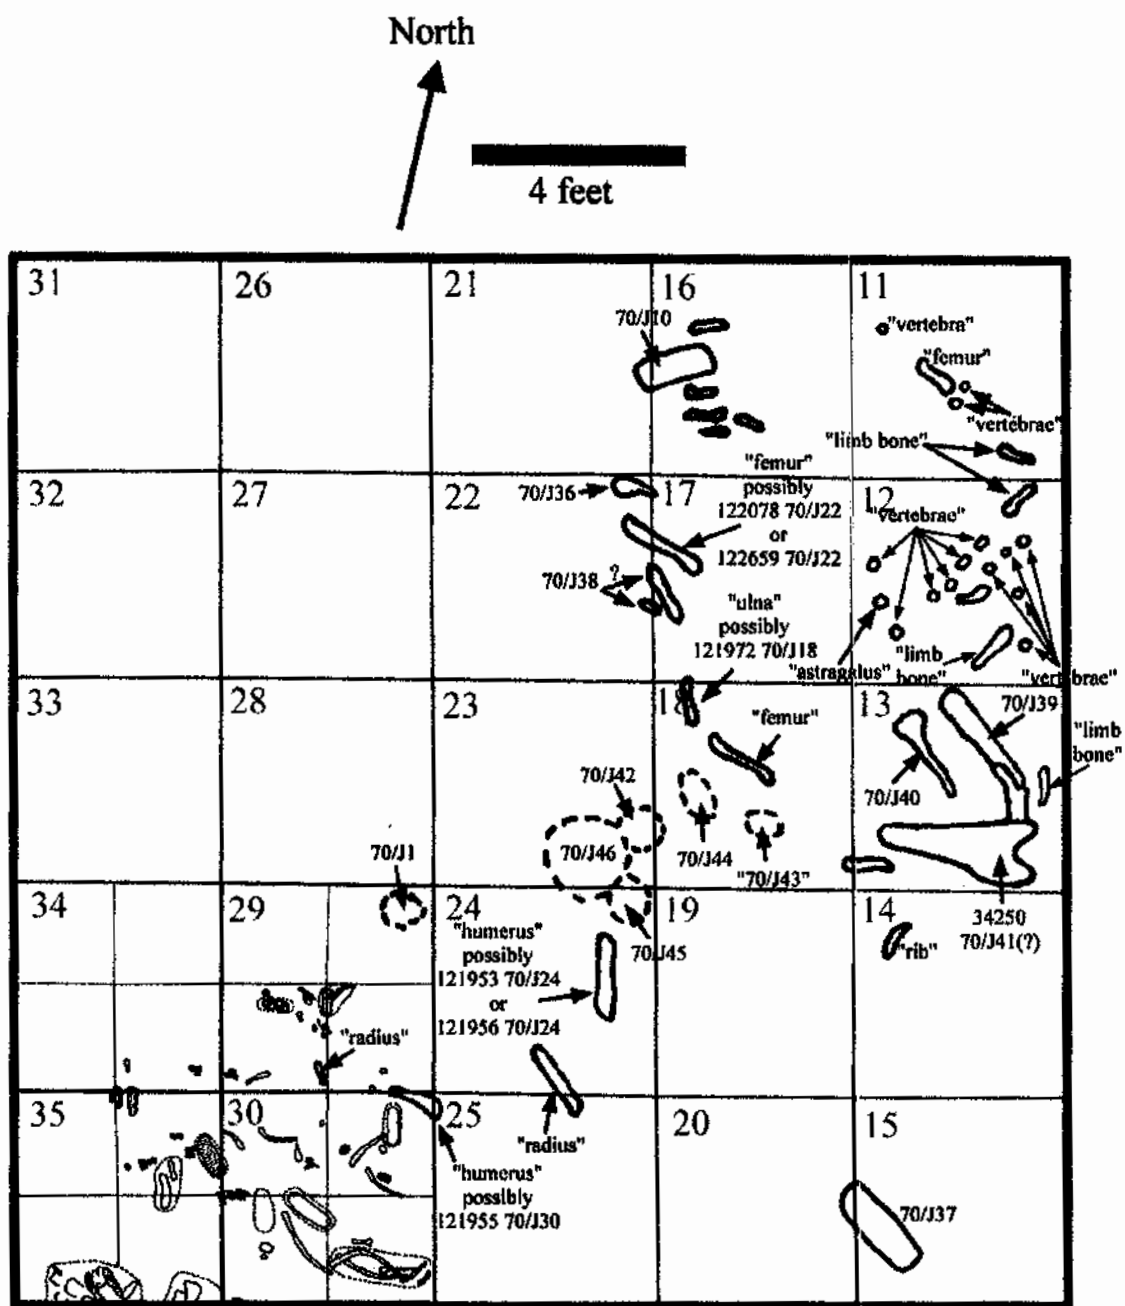 North
4 feet
31
26
21
16
11
70/J10
"vertebra"
"femur"
"vertebrae"
"limb bone"
32
27
22
17
12
70/J36
"femur"
possibly
122078 70/J22
or
122659 70/J22
"vertebrae"
70/J38
?
"ulna"
possibly
121972 70/J18
"astragalus"
"limb
bone"
"vertebrae"
33
28
23
18
13
70/J39
"femur"
"limb
bone"
70/J42
70/J40
70/J1
70/J46
70/J44
"70/J43"
34
29
24
19
14
34250
70/J41(?)
"humerus"
possibly
121953 70/J24
or
121956 70/J24
70/J45
"rib"
"radius"
35
30
25
20
15
"radius"
"humerus"
possibly
121955 70/J30
70/J37